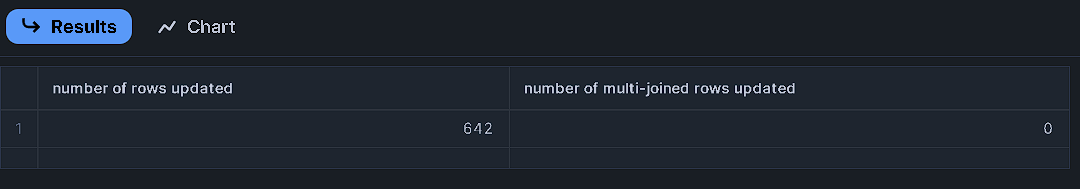 Results Chart
number of rows updated number of multi-joined rows updated
1 642 0